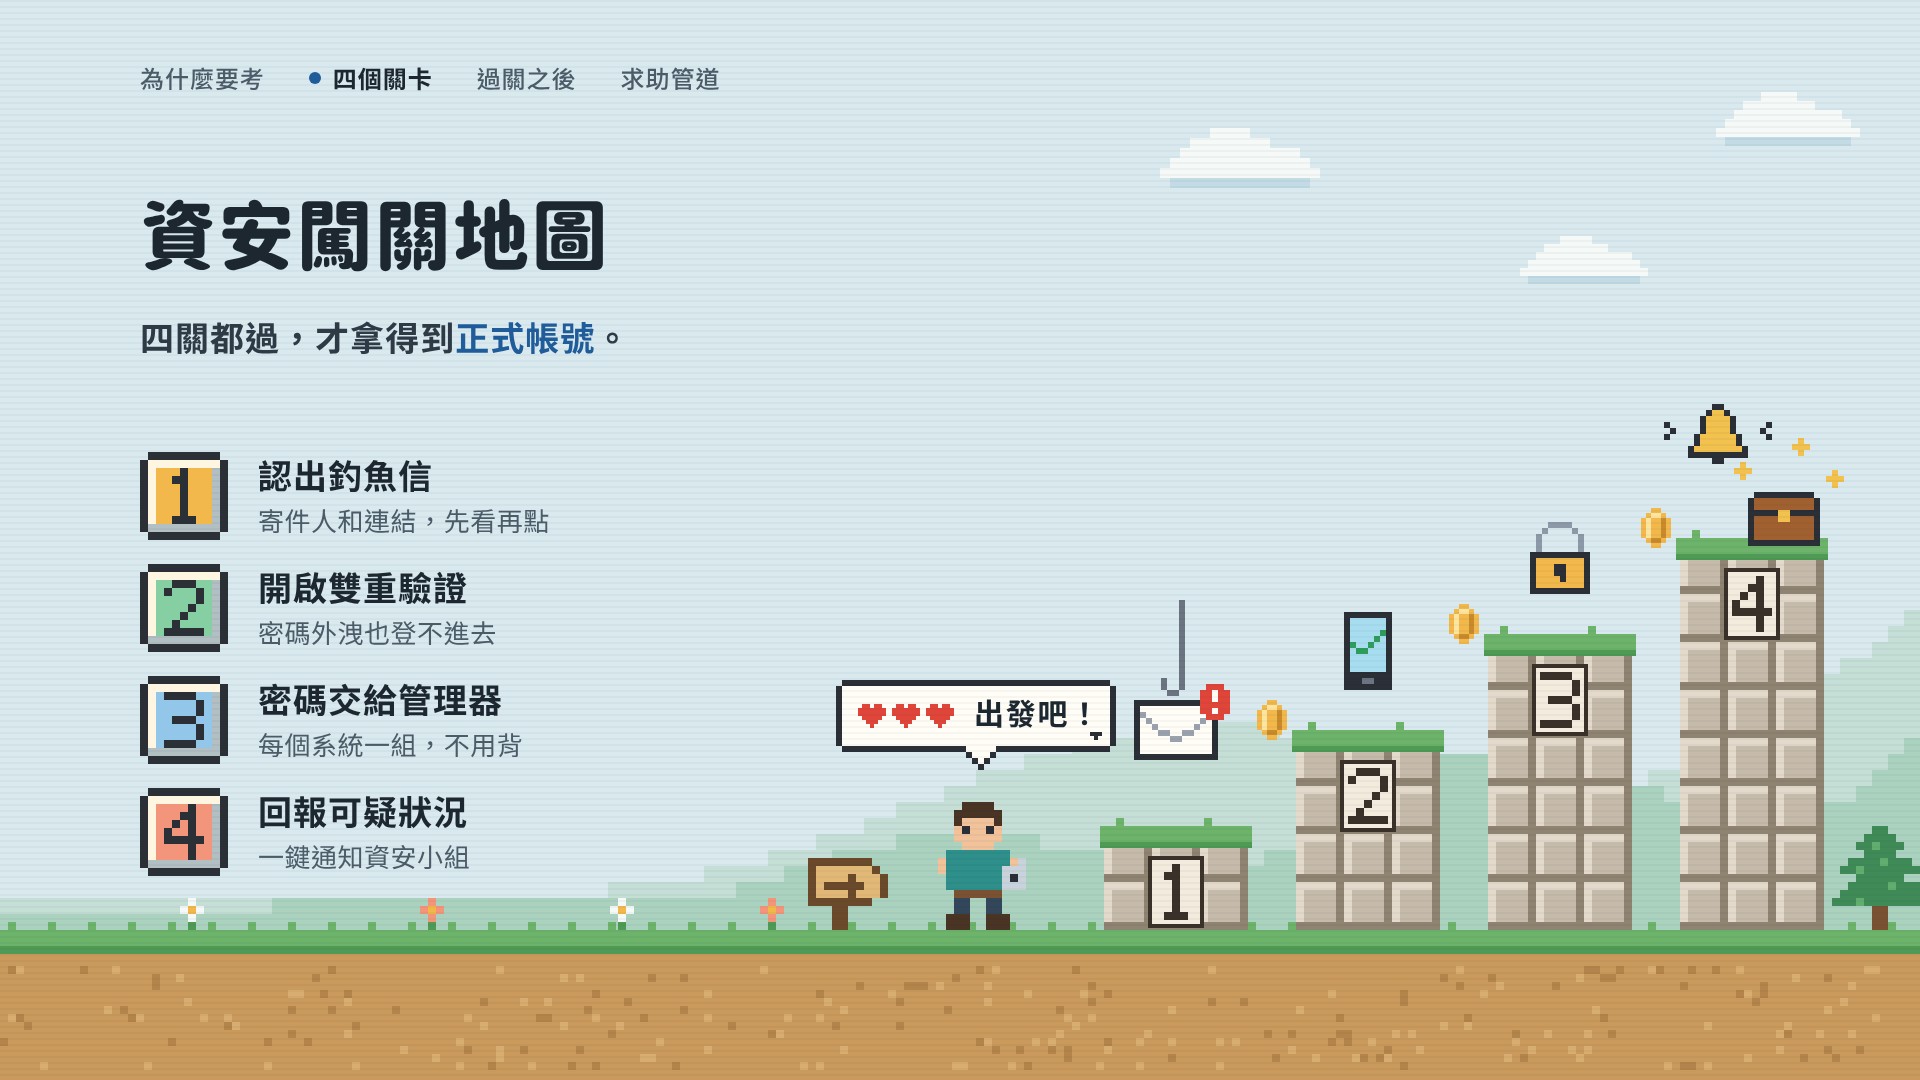 為什麼要考
四個關卡
過關之後
求助管道
資安闖關地圖
四關都過，才拿得到正式帳號。
1
認出釣魚信
寄件人和連結，先看再點
2
開啟雙重驗證
密碼外洩也登不進去
3
密碼交給管理器
每個系統一組，不用背
4
回報可疑狀況
一鍵通知資安小組
出發吧！
!
1
2
3
4